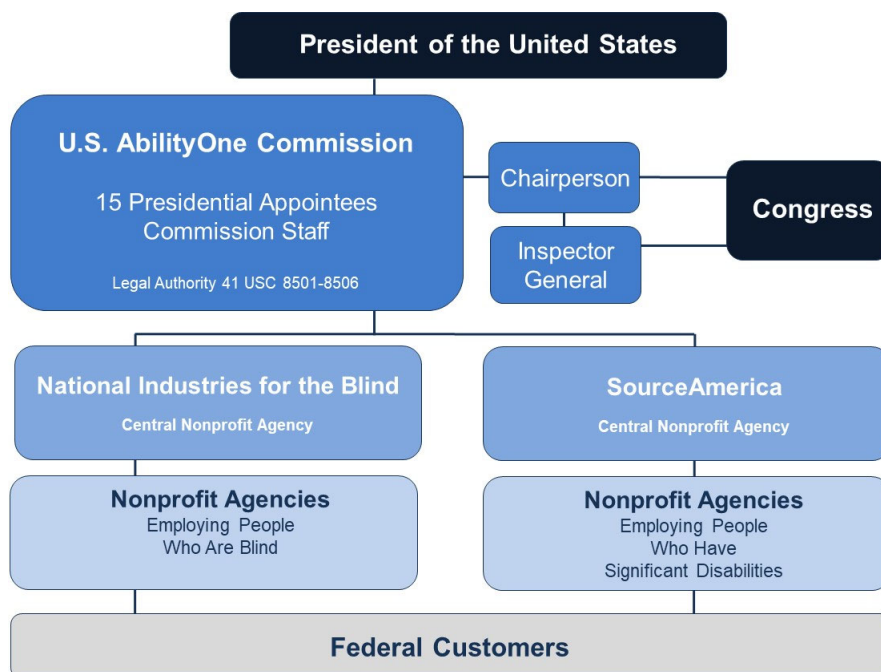 President of the United States
U.S. AbilityOne Commission
15 Presidential Appointees
Commission Staff
Legal Authority 41 USC 8501-8506
Chairperson
Inspector
General
Congress
National Industries for the Blind
Central Nonprofit Agency
SourceAmerica
Central Nonprofit Agency
Nonprofit Agencies
Employing People
Who Are Blind
Nonprofit Agencies
Employing People
Who Have
Significant Disabilities
Federal Customers